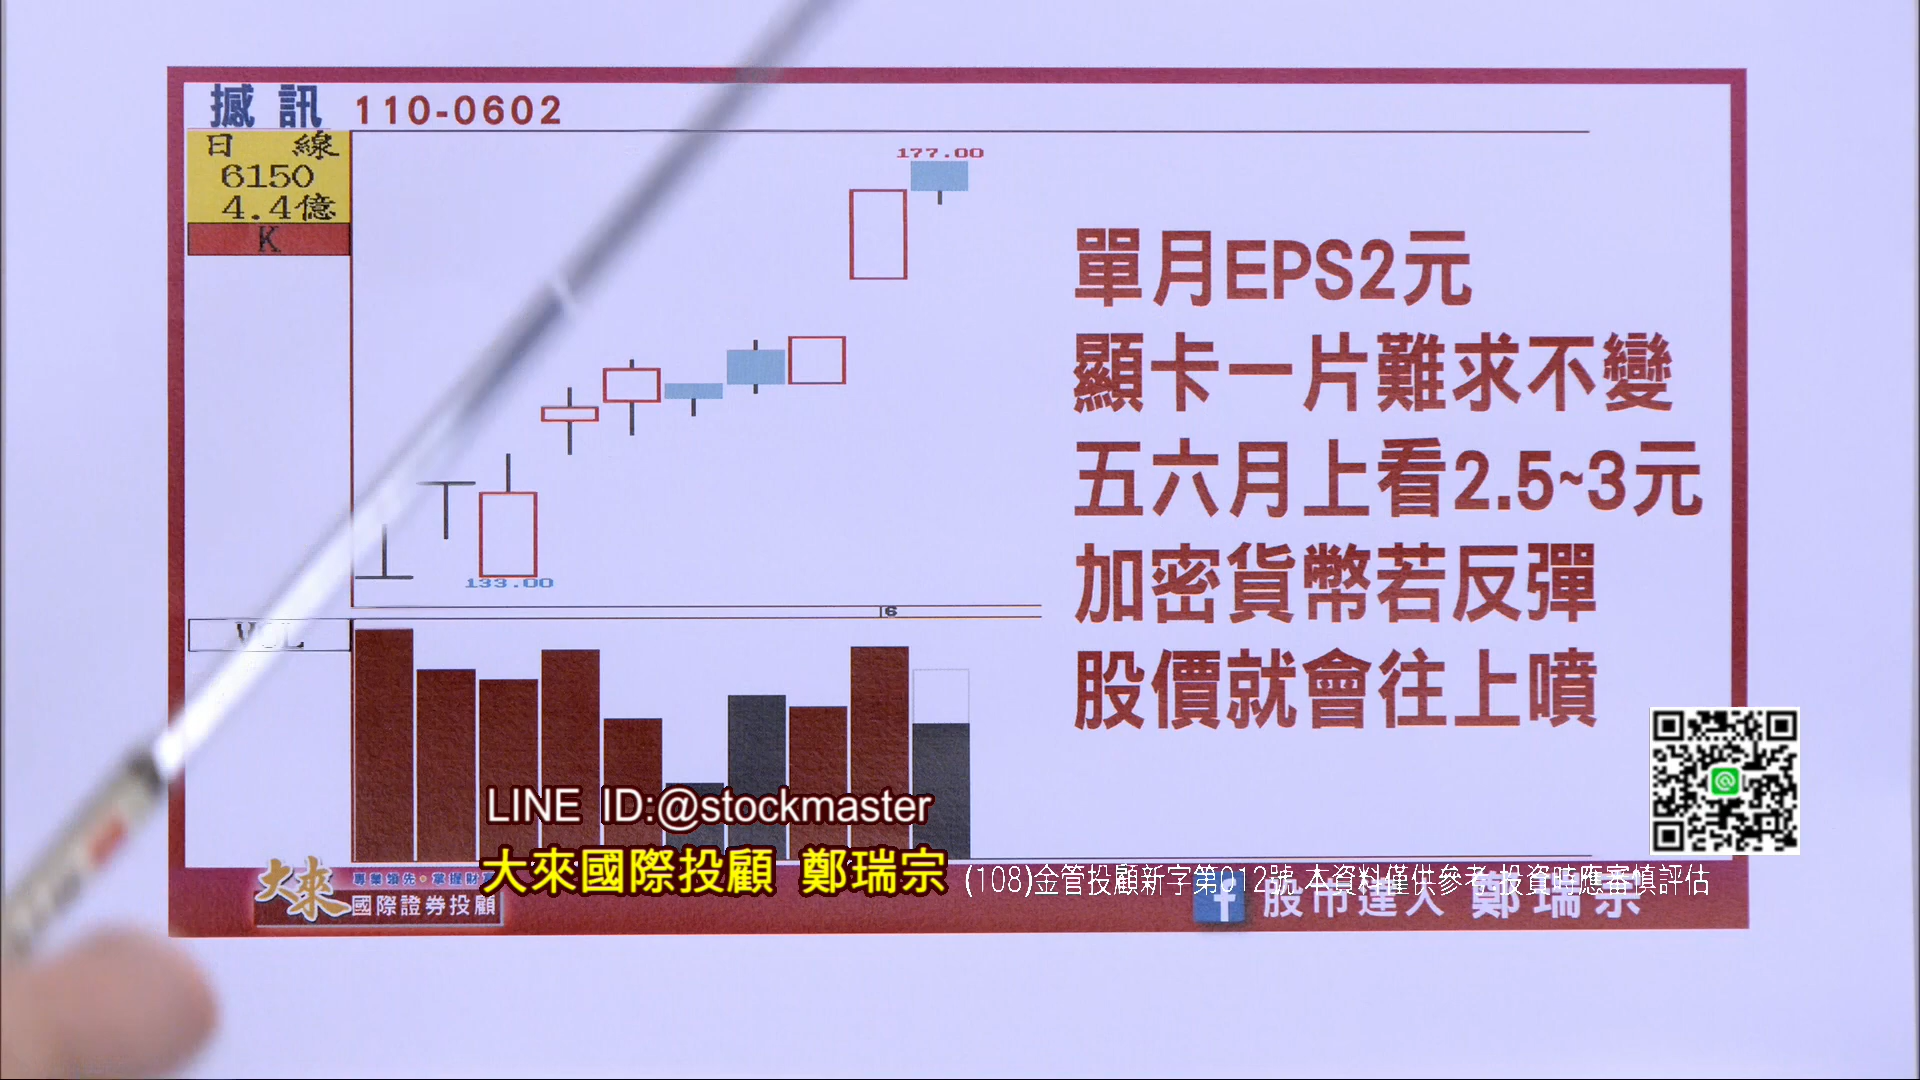 撼訊 110-0602
日 線
6150
4.4億
K
177.00
133.00
6
單月EPS2元
顯卡一片難求不變
五六月上看2.5~3元
加密貨幣若反彈
股價就會往上噴
LINE ID:@stockmaster
大來國際投顧 鄭瑞宗
(108)金管投顧新字第012號 本資料僅供參考 投資時應審慎評估
大來
國際證券投顧
股市達人 鄭瑞宗